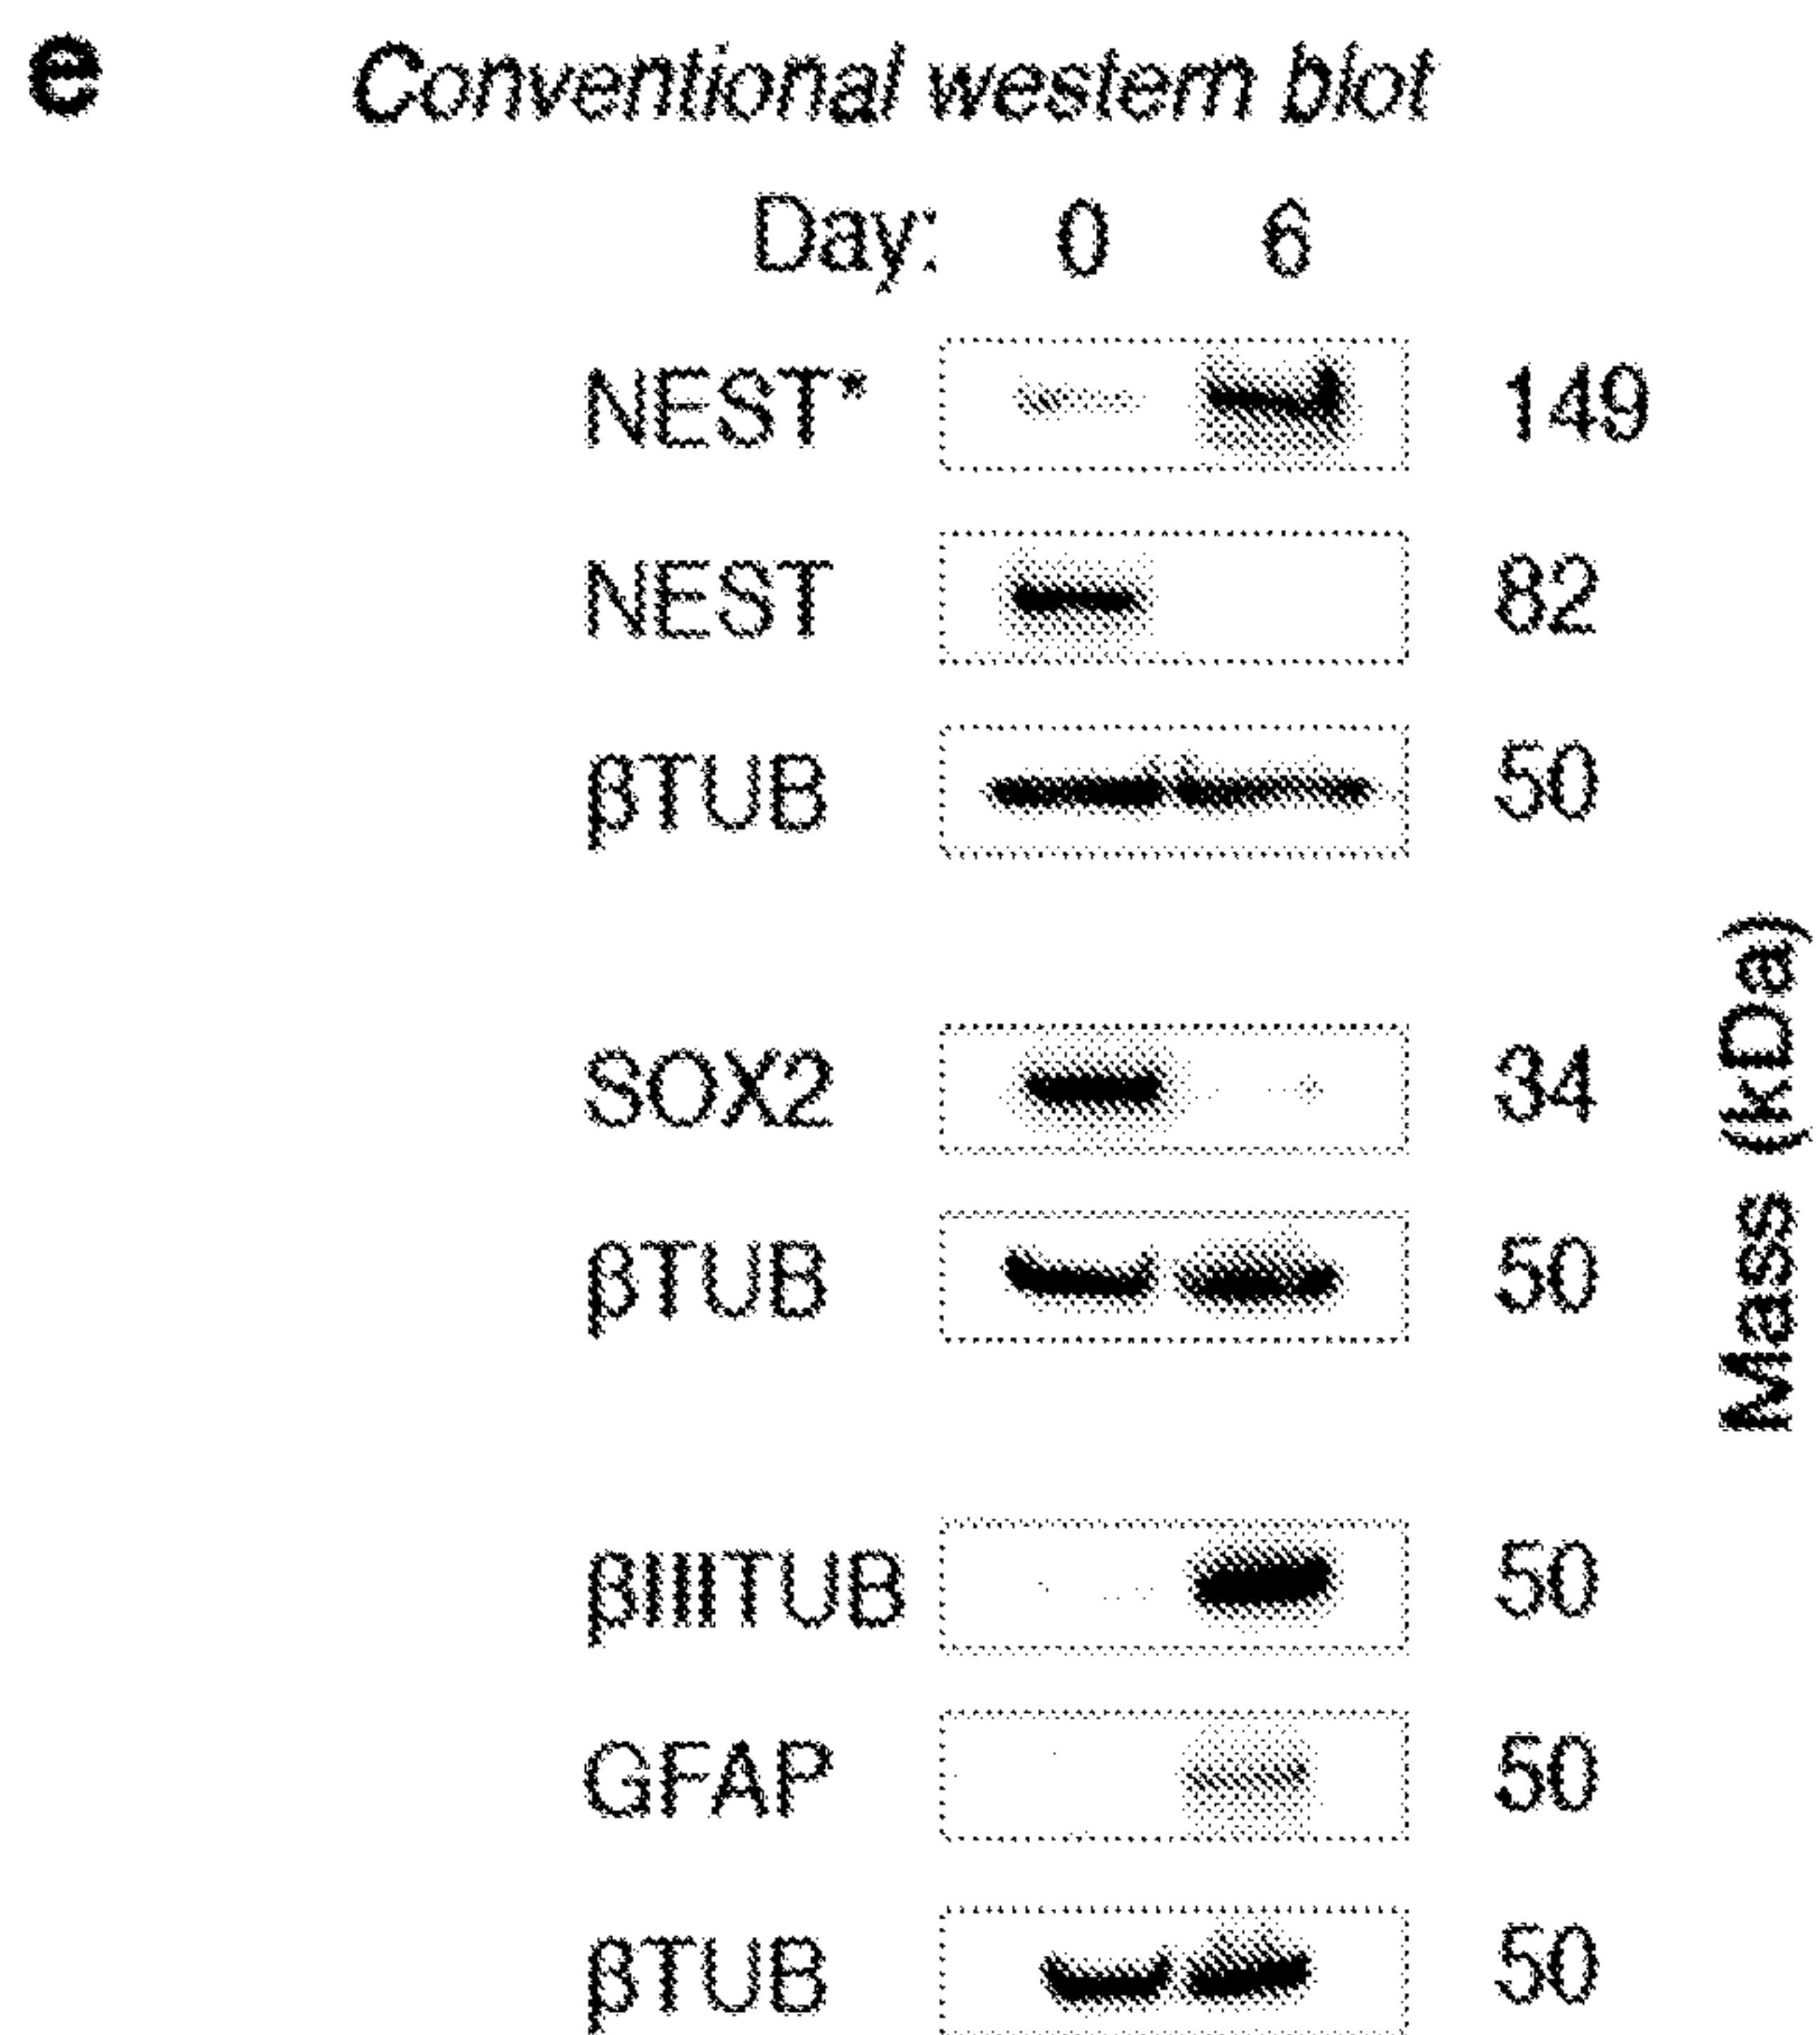 e Conventional western blot
Day: 0 6
NEST* 149
NEST 82
βTUB 50
SOX2 34
βTUB 50
βIIITUB 50
GFAP 50
βTUB 50
Mass (kDa)